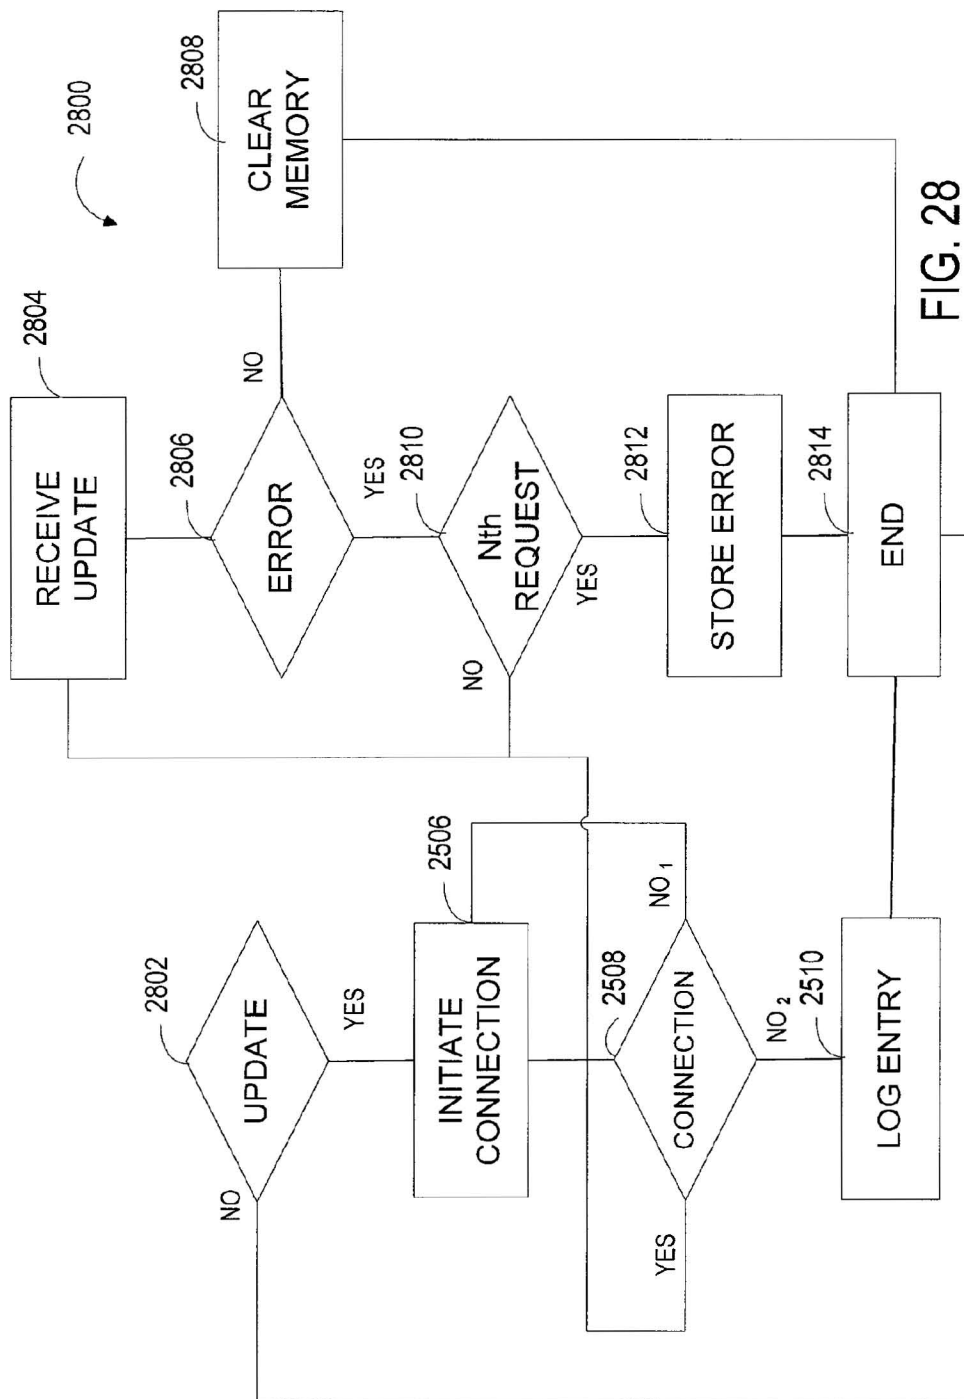 2800
2802
UPDATE
NO
YES
2506
INITIATE
CONNECTION
2508
CONNECTION
YES
NO1
NO2
2510
LOG ENTRY
2804
RECEIVE
UPDATE
2806
ERROR
NO
YES
2808
CLEAR
MEMORY
2810
Nth
REQUEST
NO
YES
2812
STORE ERROR
2814
END
FIG. 28